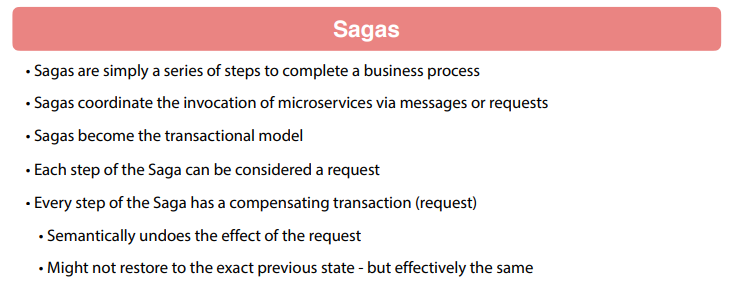 Sagas
• Sagas are simply a series of steps to complete a business process
• Sagas coordinate the invocation of microservices via messages or requests
• Sagas become the transactional model
• Each step of the Saga can be considered a request
• Every step of the Saga has a compensating transaction (request)
• Semantically undoes the effect of the request
• Might not restore to the exact previous state - but effectively the same